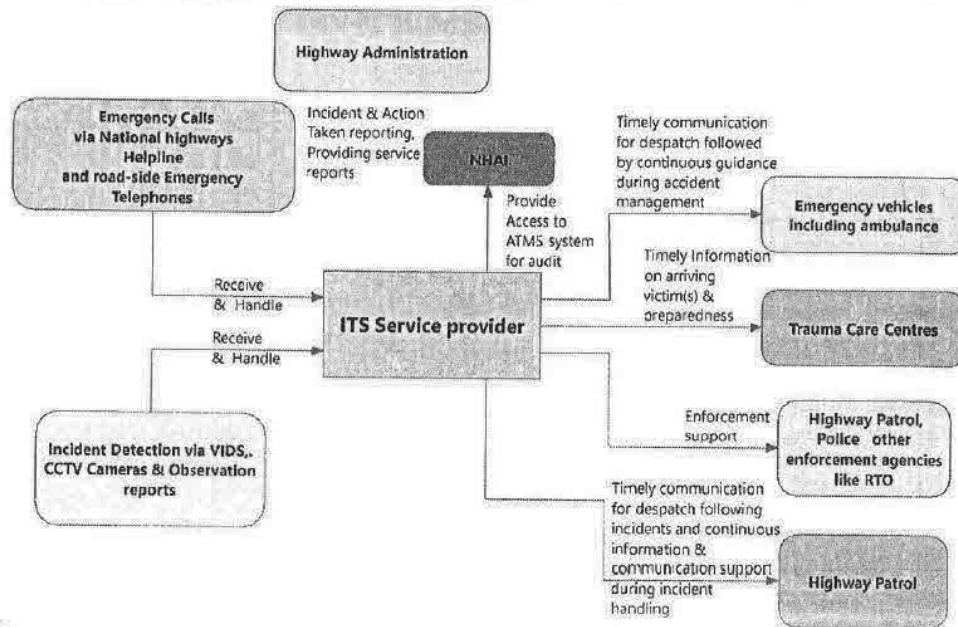 Highway Administration
Emergency Calls
via National highways
Helpline
and road-side Emergency
Telephones
Incident & Action
Taken reporting,
Providing service
reports
NHAI
Provide
Access to
ATMS system
for audit
Timely communication
for despatch followed
by continuous guidance
during accident
management
Emergency vehicles
including ambulance
Receive
& Handle
ITS Service provider
Timely Information
on arriving
victim(s) &
preparedness
Trauma Care Centres
Receive
& Handle
Incident Detection via VIDS,.
CCTV Cameras & Observation
reports
Enforcement
support
Highway Patrol,
Police other
enforcement agencies
like RTO
Timely communication
for despatch following
incidents and continuous
information &
communication support
during incident
handling
Highway Patrol